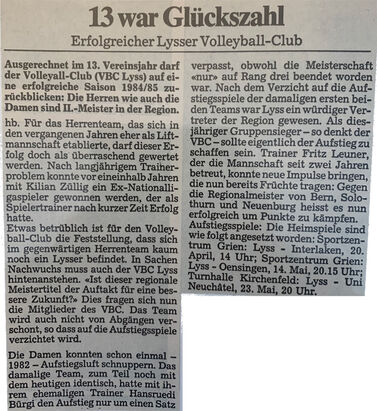 13 war Glückszahl
Erfolgreicher Lysser Volleyball-Club
Ausgerechnet im 13. Vereinsjahr darf
der Volleyall-Club (VBC Lyss) auf ei-
ne erfolgreiche Saison 1984/85 zu-
rückblicken: Die Herren wie auch die
Damen sind II.-Meister in der Region.
hb. Für das Herrenteam, das sich in
den vergangenen Jahren eher als Lift-
mannschaft etablierte, darf dieser Er-
folg doch als überraschend gewertet
werden. Nach langjährigem Trainer-
problem konnte vor eineinhalb Jahren
mit Kilian Züllig ein Ex-Nationalli-
gaspieler gewonnen werden, der als
Spielertrainer nach kurzer Zeit Erfolg
hatte.
Etwas betrüblich ist für den Volley-
ball-Club die Feststellung, dass sich
im gegenwärtigen Herrenteam kaum
noch ein Lysser befindet. In Sachen
Nachwuchs muss auch der VBC Lyss
hintenanstehen. «Ist dieser regionale
Meistertitel der Auftakt für eine bes-
sere Zukunft?» Dies fragen sich nun
die Mitglieder des VBC. Das Team
wird auch nicht von Abgängen ver-
schont, so dass auf die Aufstiegsspiele
verzichtet wird.
Die Damen konnten schon einmal –
1982 – Aufstiegsluft schnuppern. Das
damalige Team, zum Teil noch mit
dem heutigen identisch, hatte mit ih-
rem ehemaligen Trainer Hansruedi
Bürgi den Aufstieg nur um einen Satz
verpasst, obwohl die Meisterschaft
«nur» auf Rang drei beendet worden
war. Nach dem Verzicht auf die Auf-
stiegsspiele der damaligen ersten bei-
den Teams war Lyss ein würdiger Ver-
treter der Region gewesen. Als dies-
jähriger Gruppensieger – so denkt der
VBC – sollte eigentlich der Aufstieg zu
schaffen sein. Trainer Fritz Leuner,
der die Mannschaft seit zwei Jahren
betreut, konnte neue Impulse bringen,
die nun bereits Früchte tragen: Gegen
die Regionalmeister von Bern, Solo-
thurn und Neuenburg heisst es nun
erfolgreich um Punkte zu kämpfen.
Aufstiegsspiele: Die Heimspiele sind
wie folgt angesetzt worden: Sportzen-
trum Grien: Lyss - Interlaken, 20.
April, 14 Uhr; Sportzentrum Grien:
Lyss - Oensingen, 14. Mai, 20.15 Uhr;
Turnhalle Kirchenfeld: Lyss - Uni
Neuchâtel, 23. Mai, 20 Uhr.